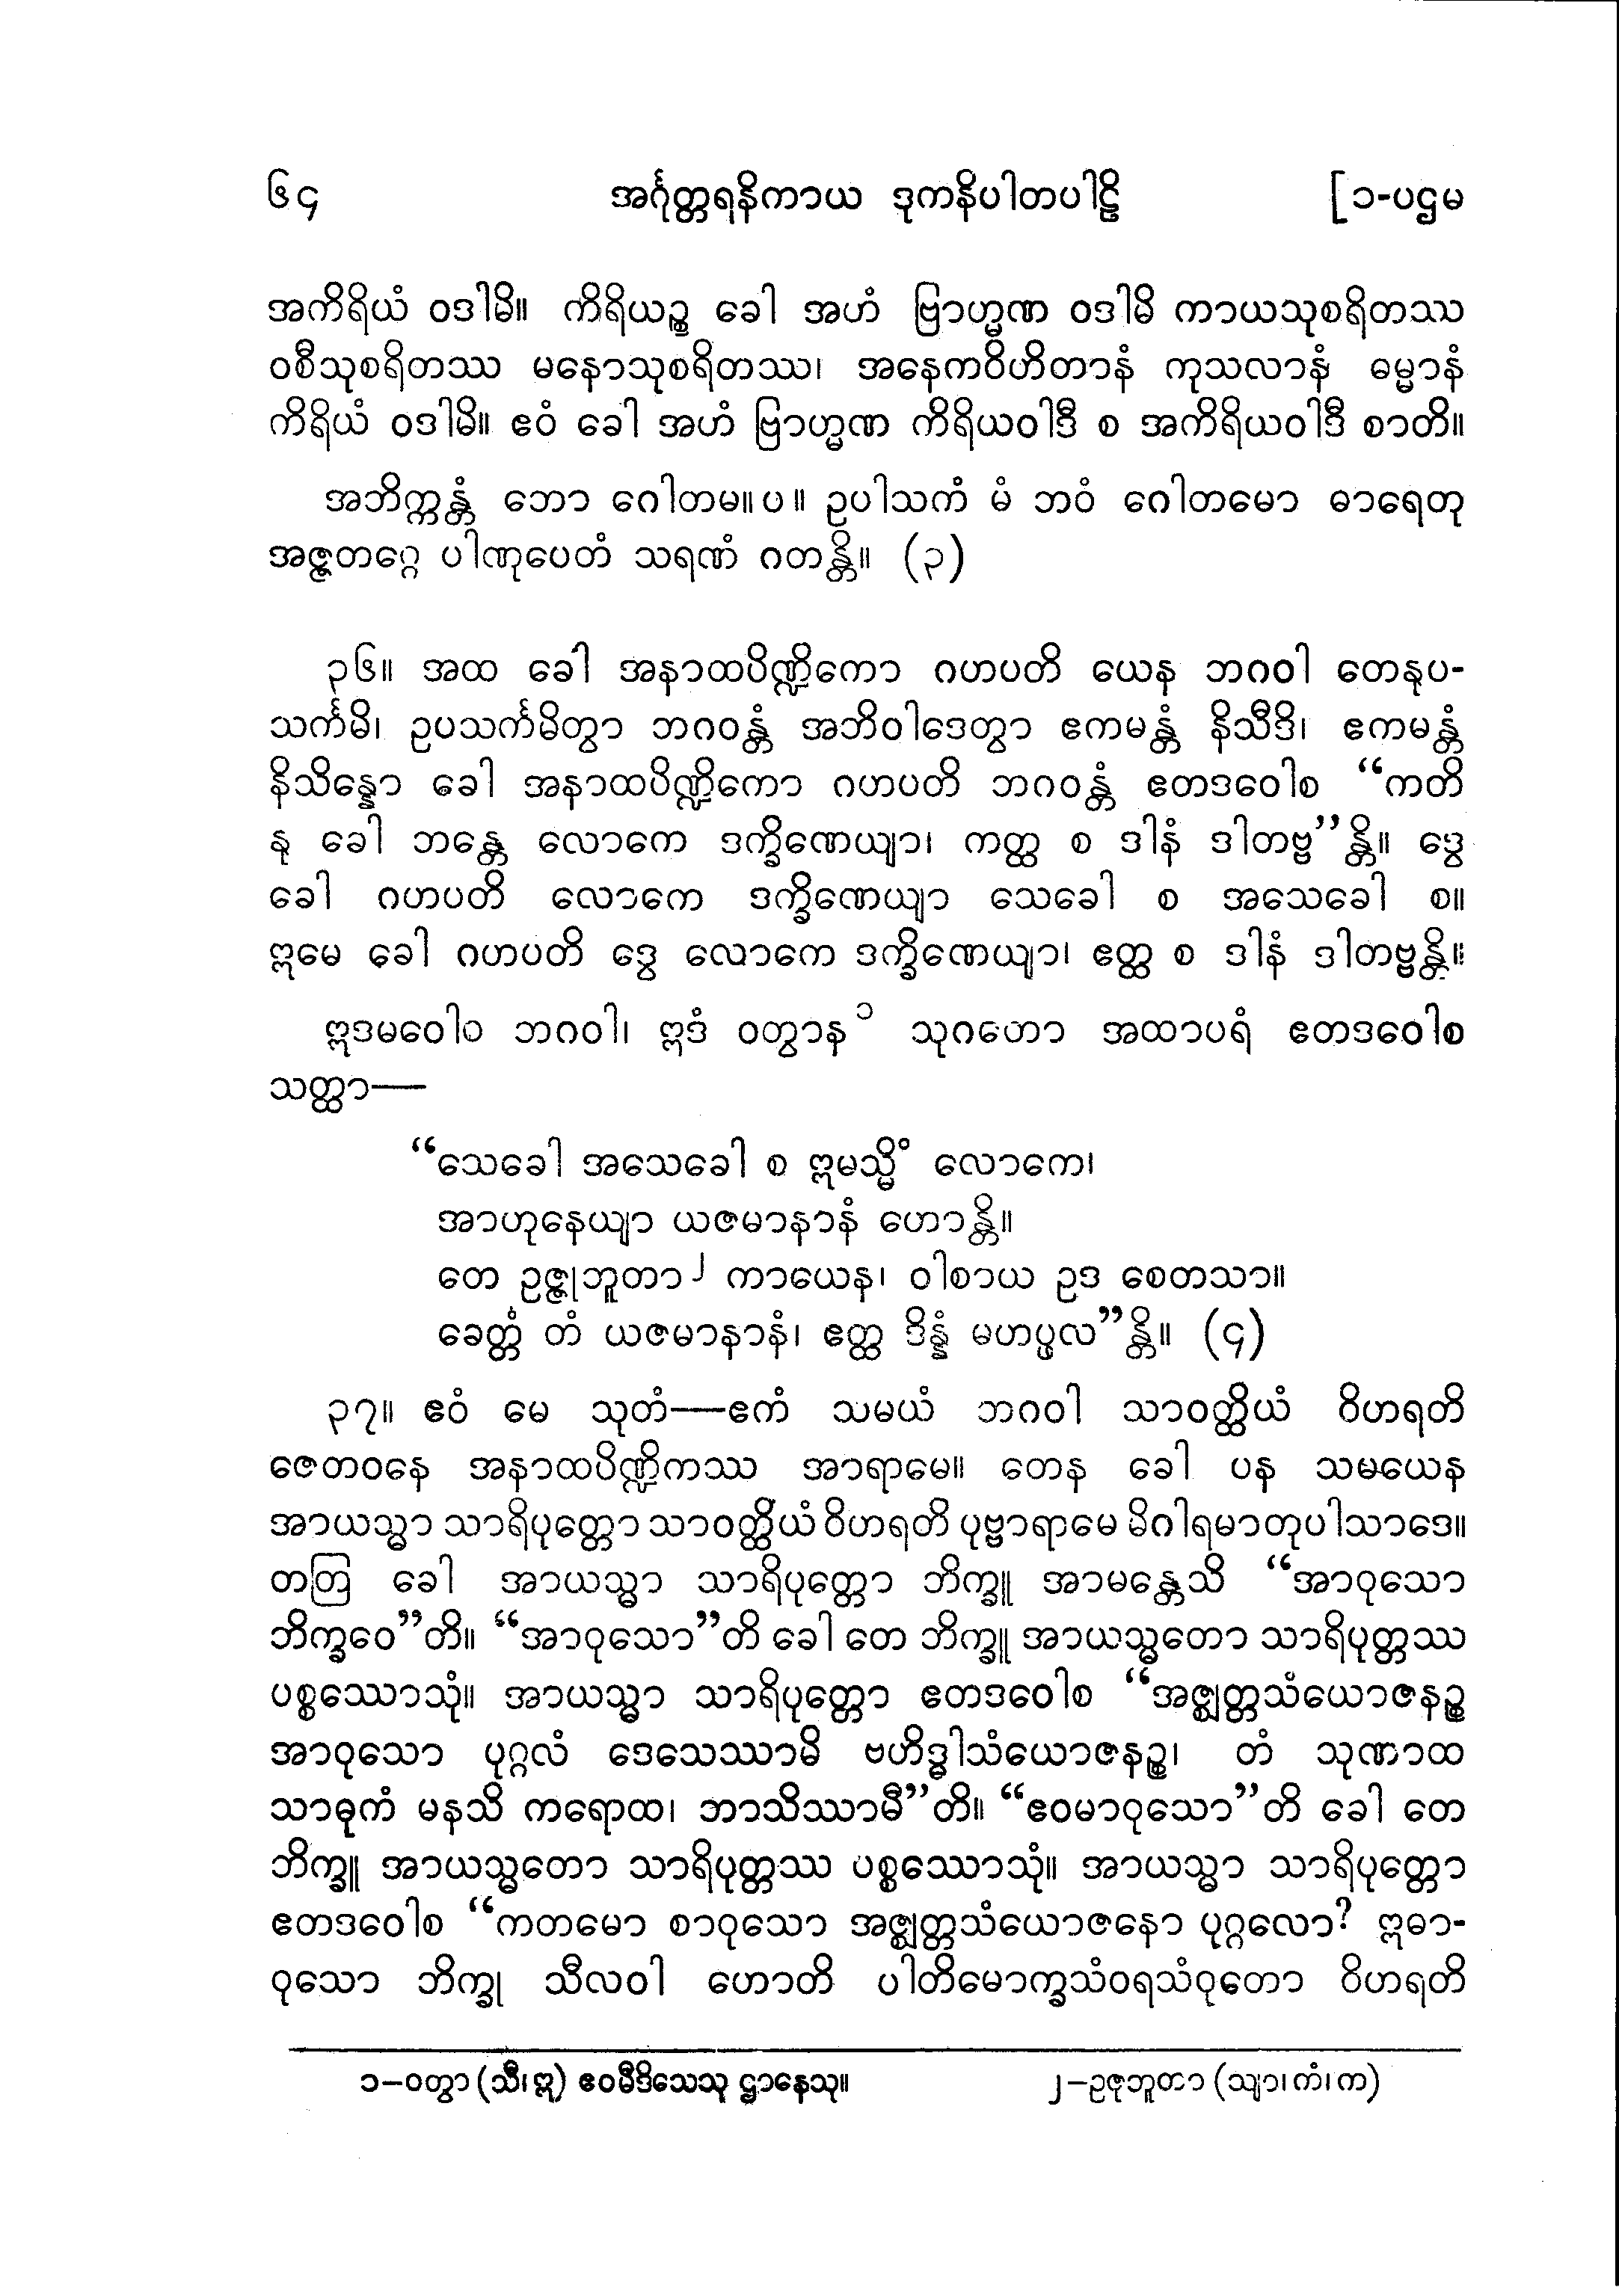 ၆၄ အင်္ဂုတ္တရနိကာယ ဒုကနိပါတပါဠိ [၁-ပဌမ
အကိရိယံ ဝဒါမိ။ ကိရိယဉ္စ ခေါ အဟံ ဗြာဟ္မဏ ဝဒါမိ ကာယသုစရိတဿ
ဝစီသုစရိတဿ မနောသုစရိတဿ၊ အနေကဝိဟိတာနံ ကုသလာနံ ဓမ္မာနံ
ကိရိယံ ဝဒါမိ။ ဧဝံ ခေါ အဟံ ဗြာဟ္မဏ ကိရိယဝါဒီ စ အကိရိယဝါဒီ စာတိ။
အဘိက္ကန္တံ ဘော ဂေါတမ။ပ။ ဥပါသကံ မံ ဘဝံ ဂေါတမော ဓာရေတု
အဇ္ဇတဂ္ဂေ ပါဏုပေတံ သရဏံ ဂတန္တိ။ (၃)
၃၆။ အထ ခေါ အနာထပိဏ္ဍိကော ဂဟပတိ ယေန ဘဂဝါ တေနုပ-
သင်္ကမိ၊ ဥပသင်္ကမိတွာ ဘဂဝန္တံ အဘိဝါဒေတွာ ဧကမန္တံ နိသီဒိ၊ ဧကမန္တံ
နိသိန္နော ခေါ အနာထပိဏ္ဍိကော ဂဟပတိ ဘဂဝန္တံ ဧတဒဝေါစ “ကတိ
နု ခေါ ဘန္တေ လောကေ ဒက္ခိဏေယျာ၊ ကတ္ထ စ ဒါနံ ဒါတဗ္ဗ”န္တိ။ ဒွေ
ခေါ ဂဟပတိ လောကေ ဒက္ခိဏေယျာ သေခေါ စ အသေခေါ စ။
ဣမေ ခေါ ဂဟပတိ ဒွေ လောကေ ဒက္ခိဏေယျာ၊ ဧတ္ထ စ ဒါနံ ဒါတဗ္ဗန္တိ။
ဣဒမဝေါစ ဘဂဝါ၊ ဣဒံ ဝတွာန ၁ သုဂတော အထာပရံ ဧတဒဝေါစ
သတ္ထာ—
“သေခေါ အသေခေါ စ ဣမသ္မိံ လောကေ၊
အာဟုနေယျာ ယဇမာနာနံ ဟောန္တိ။
တေ ဥဇ္ဇုဘူတာ ၂ ကာယေန၊ ဝါစာယ ဥဒ စေတသာ။
ခေတ္တံ တံ ယဇမာနာနံ၊ ဧတ္ထ ဒိန္နံ မဟပ္ဖလ”န္တိ။ (၄)
၃၇။ ဧဝံ မေ သုတံ—ဧကံ သမယံ ဘဂဝါ သာဝတ္ထိယံ ဝိဟရတိ
ဇေတဝနေ အနာထပိဏ္ဍိကဿ အာရာမေ။ တေန ခေါ ပန သမယေန
အာယသ္မာ သာရိပုတ္တော သာဝတ္ထိယံ ဝိဟရတိ ပုဗ္ဗာရာမေ မိဂါရမာတုပါသာဒေ။
တတြ ခေါ အာယသ္မာ သာရိပုတ္တော ဘိက္ခူ အာမန္တေသိ “အာဝုသော
ဘိက္ခဝေ”တိ။ “အာဝုသော”တိ ခေါ တေ ဘိက္ခူ အာယသ္မတော သာရိပုတ္တဿ
ပစ္စဿောသုံ။ အာယသ္မာ သာရိပုတ္တော ဧတဒဝေါစ “အဇ္ဈတ္တသံယောဇနဉ္စ
အာဝုသော ပုဂ္ဂလံ ဒေသေဿာမိ ဗဟိဒ္ဓါသံယောဇနဉ္စ၊ တံ သုဏာထ
သာဓုကံ မနသိ ကရောထ၊ ဘာသိဿာမီ”တိ။ “ဧဝမာဝုသော”တိ ခေါ တေ
ဘိက္ခူ အာယသ္မတော သာရိပုတ္တဿ ပစ္စဿောသုံ။ အာယသ္မာ သာရိပုတ္တော
ဧတဒဝေါစ “ကတမော စာဝုသော အဇ္ဈတ္တသံယောဇနော ပုဂ္ဂလော? ဣဓာ-
ဝုသော ဘိက္ခု သီလဝါ ဟောတိ ပါတိမောက္ခသံဝရသံဝုတော ဝိဟရတိ
၁–ဝတွာ (သီ၊ ဣ) ဧဝမီဒိသေသု ဌာနေသု။ ၂–ဥဇုဘူတာ (သျာ၊ ကံ၊ က)